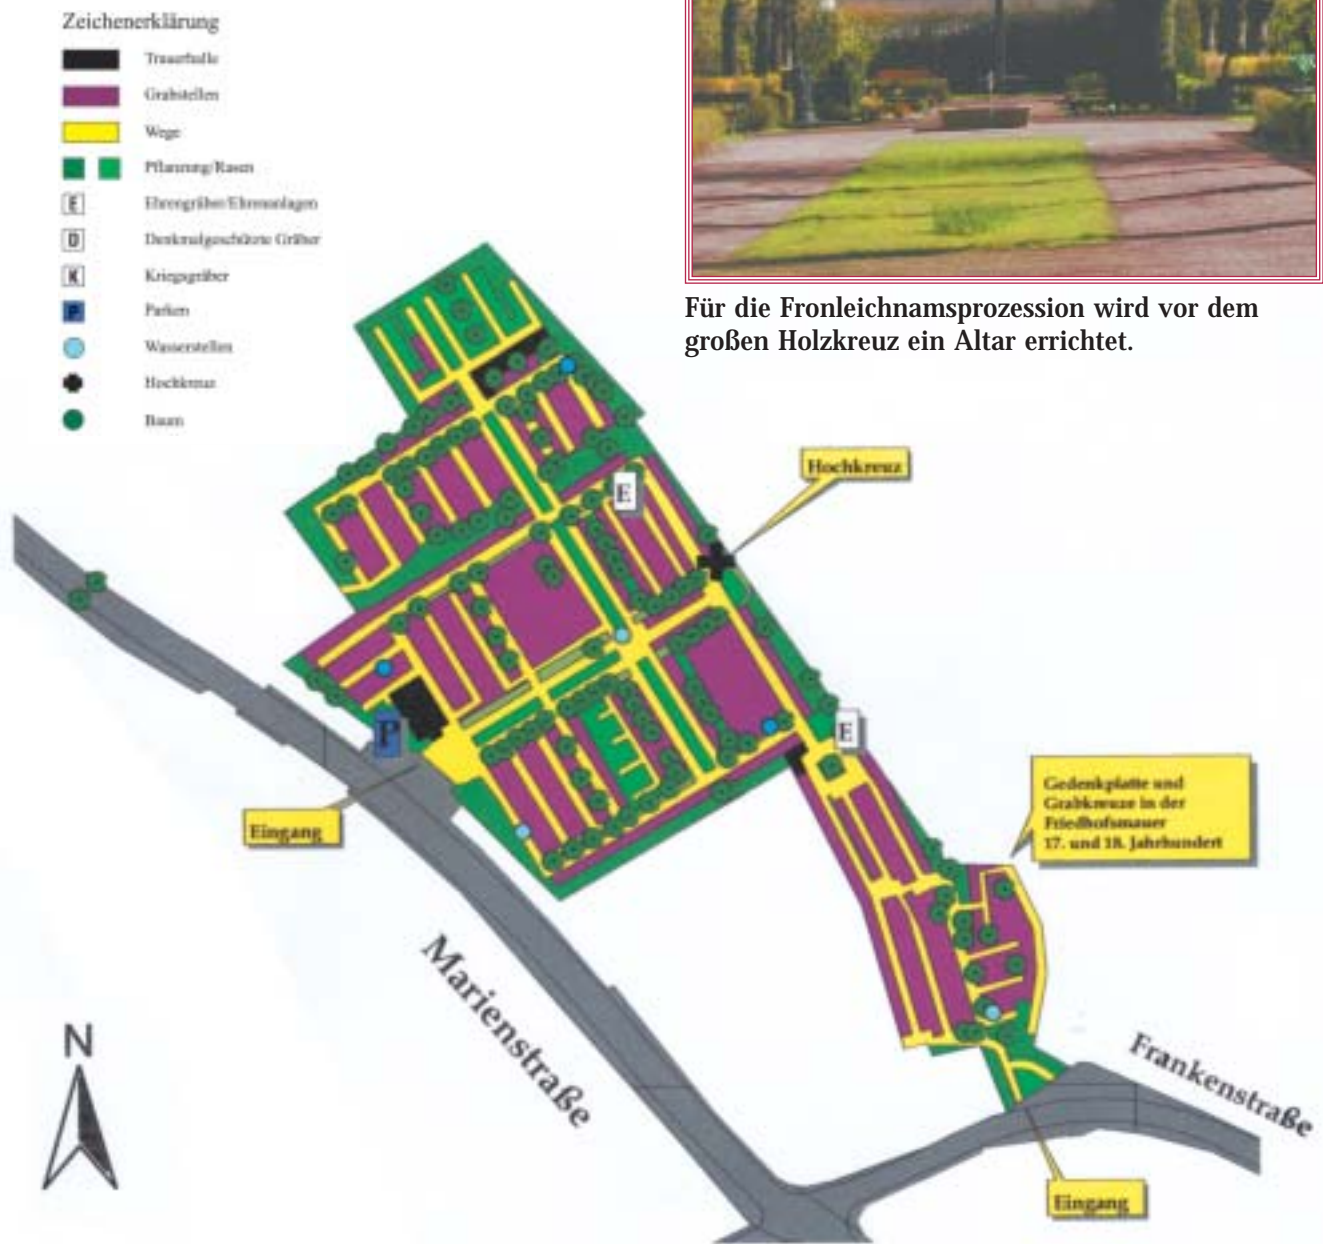 Zeichenerklärung
Trauerhalle
Grabstellen
Wege
Pflanzung/Rasen
E Ehrengräber/Ehrenanlagen
D Denkmalgeschützte Gräber
K Kriegsgräber
P Parken
Wasserstellen
Hochkreuz
Baum
Für die Fronleichnamsprozession wird vor dem
großen Holzkreuz ein Altar errichtet.
Hochkreuz
E
E
P
Eingang
Gedenkplatte und
Grabkreuze in der
Friedhofsmauer
17. und 18. Jahrhundert
Marienstraße
N
Frankenstraße
Eingang